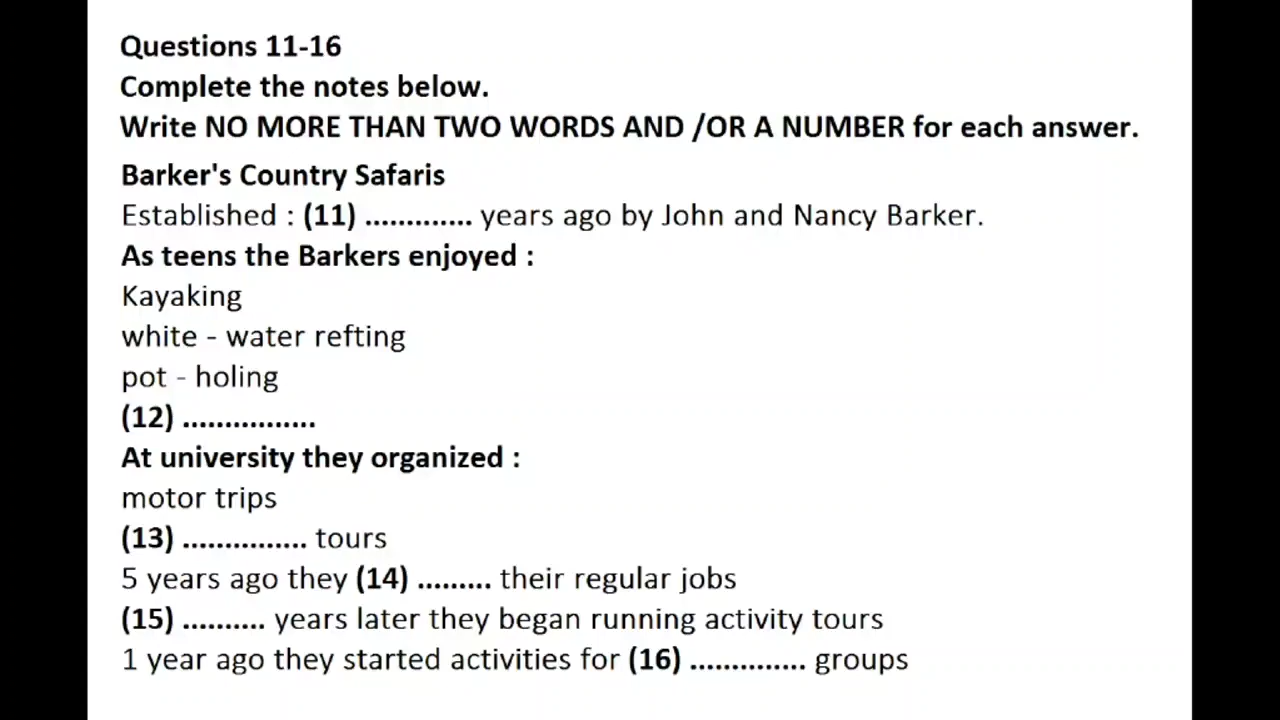 Questions 11-16
Complete the notes below.
Write NO MORE THAN TWO WORDS AND /OR A NUMBER for each answer.
Barker's Country Safaris
Established : (11) ............. years ago by John and Nancy Barker.
As teens the Barkers enjoyed :
Kayaking
white - water refting
pot - holing
(12) ................
At university they organized :
motor trips
(13) ............... tours
5 years ago they (14) ......... their regular jobs
(15) .......... years later they began running activity tours
1 year ago they started activities for (16) .............. groups